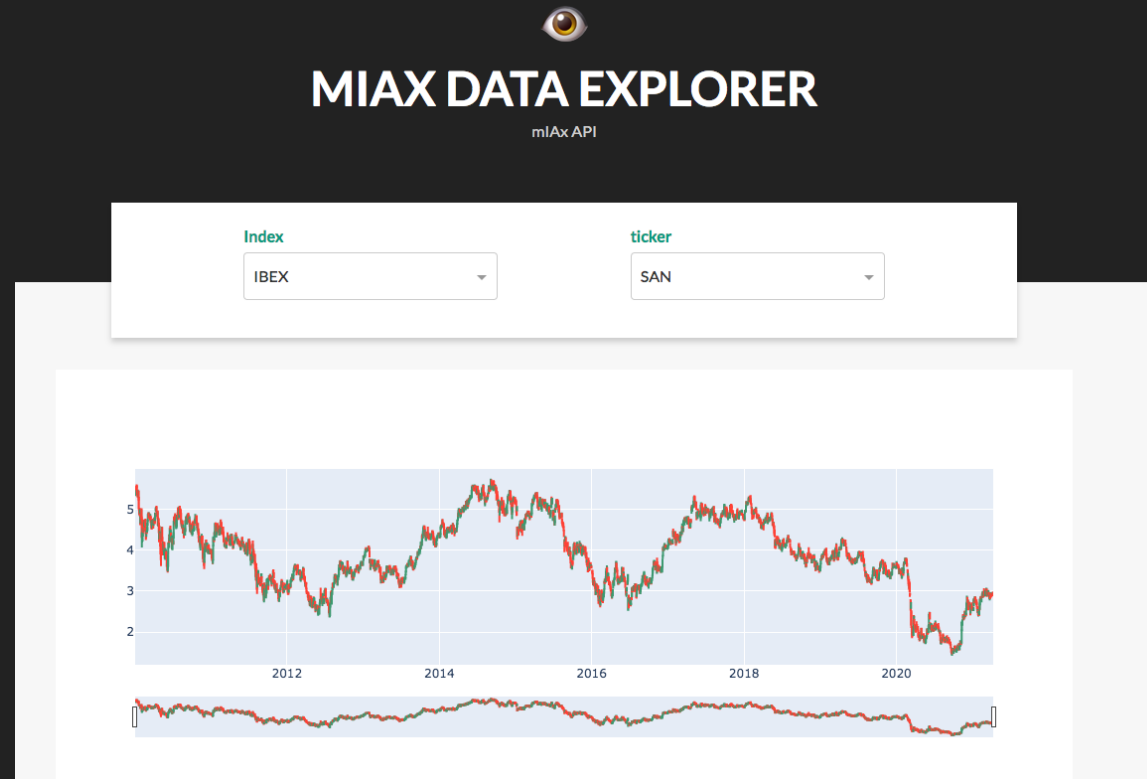 MIAX DATA EXPLORER
mIAx API
Index ticker
IBEX SAN
5
4
3
2
2012 2014 2016 2018 2020